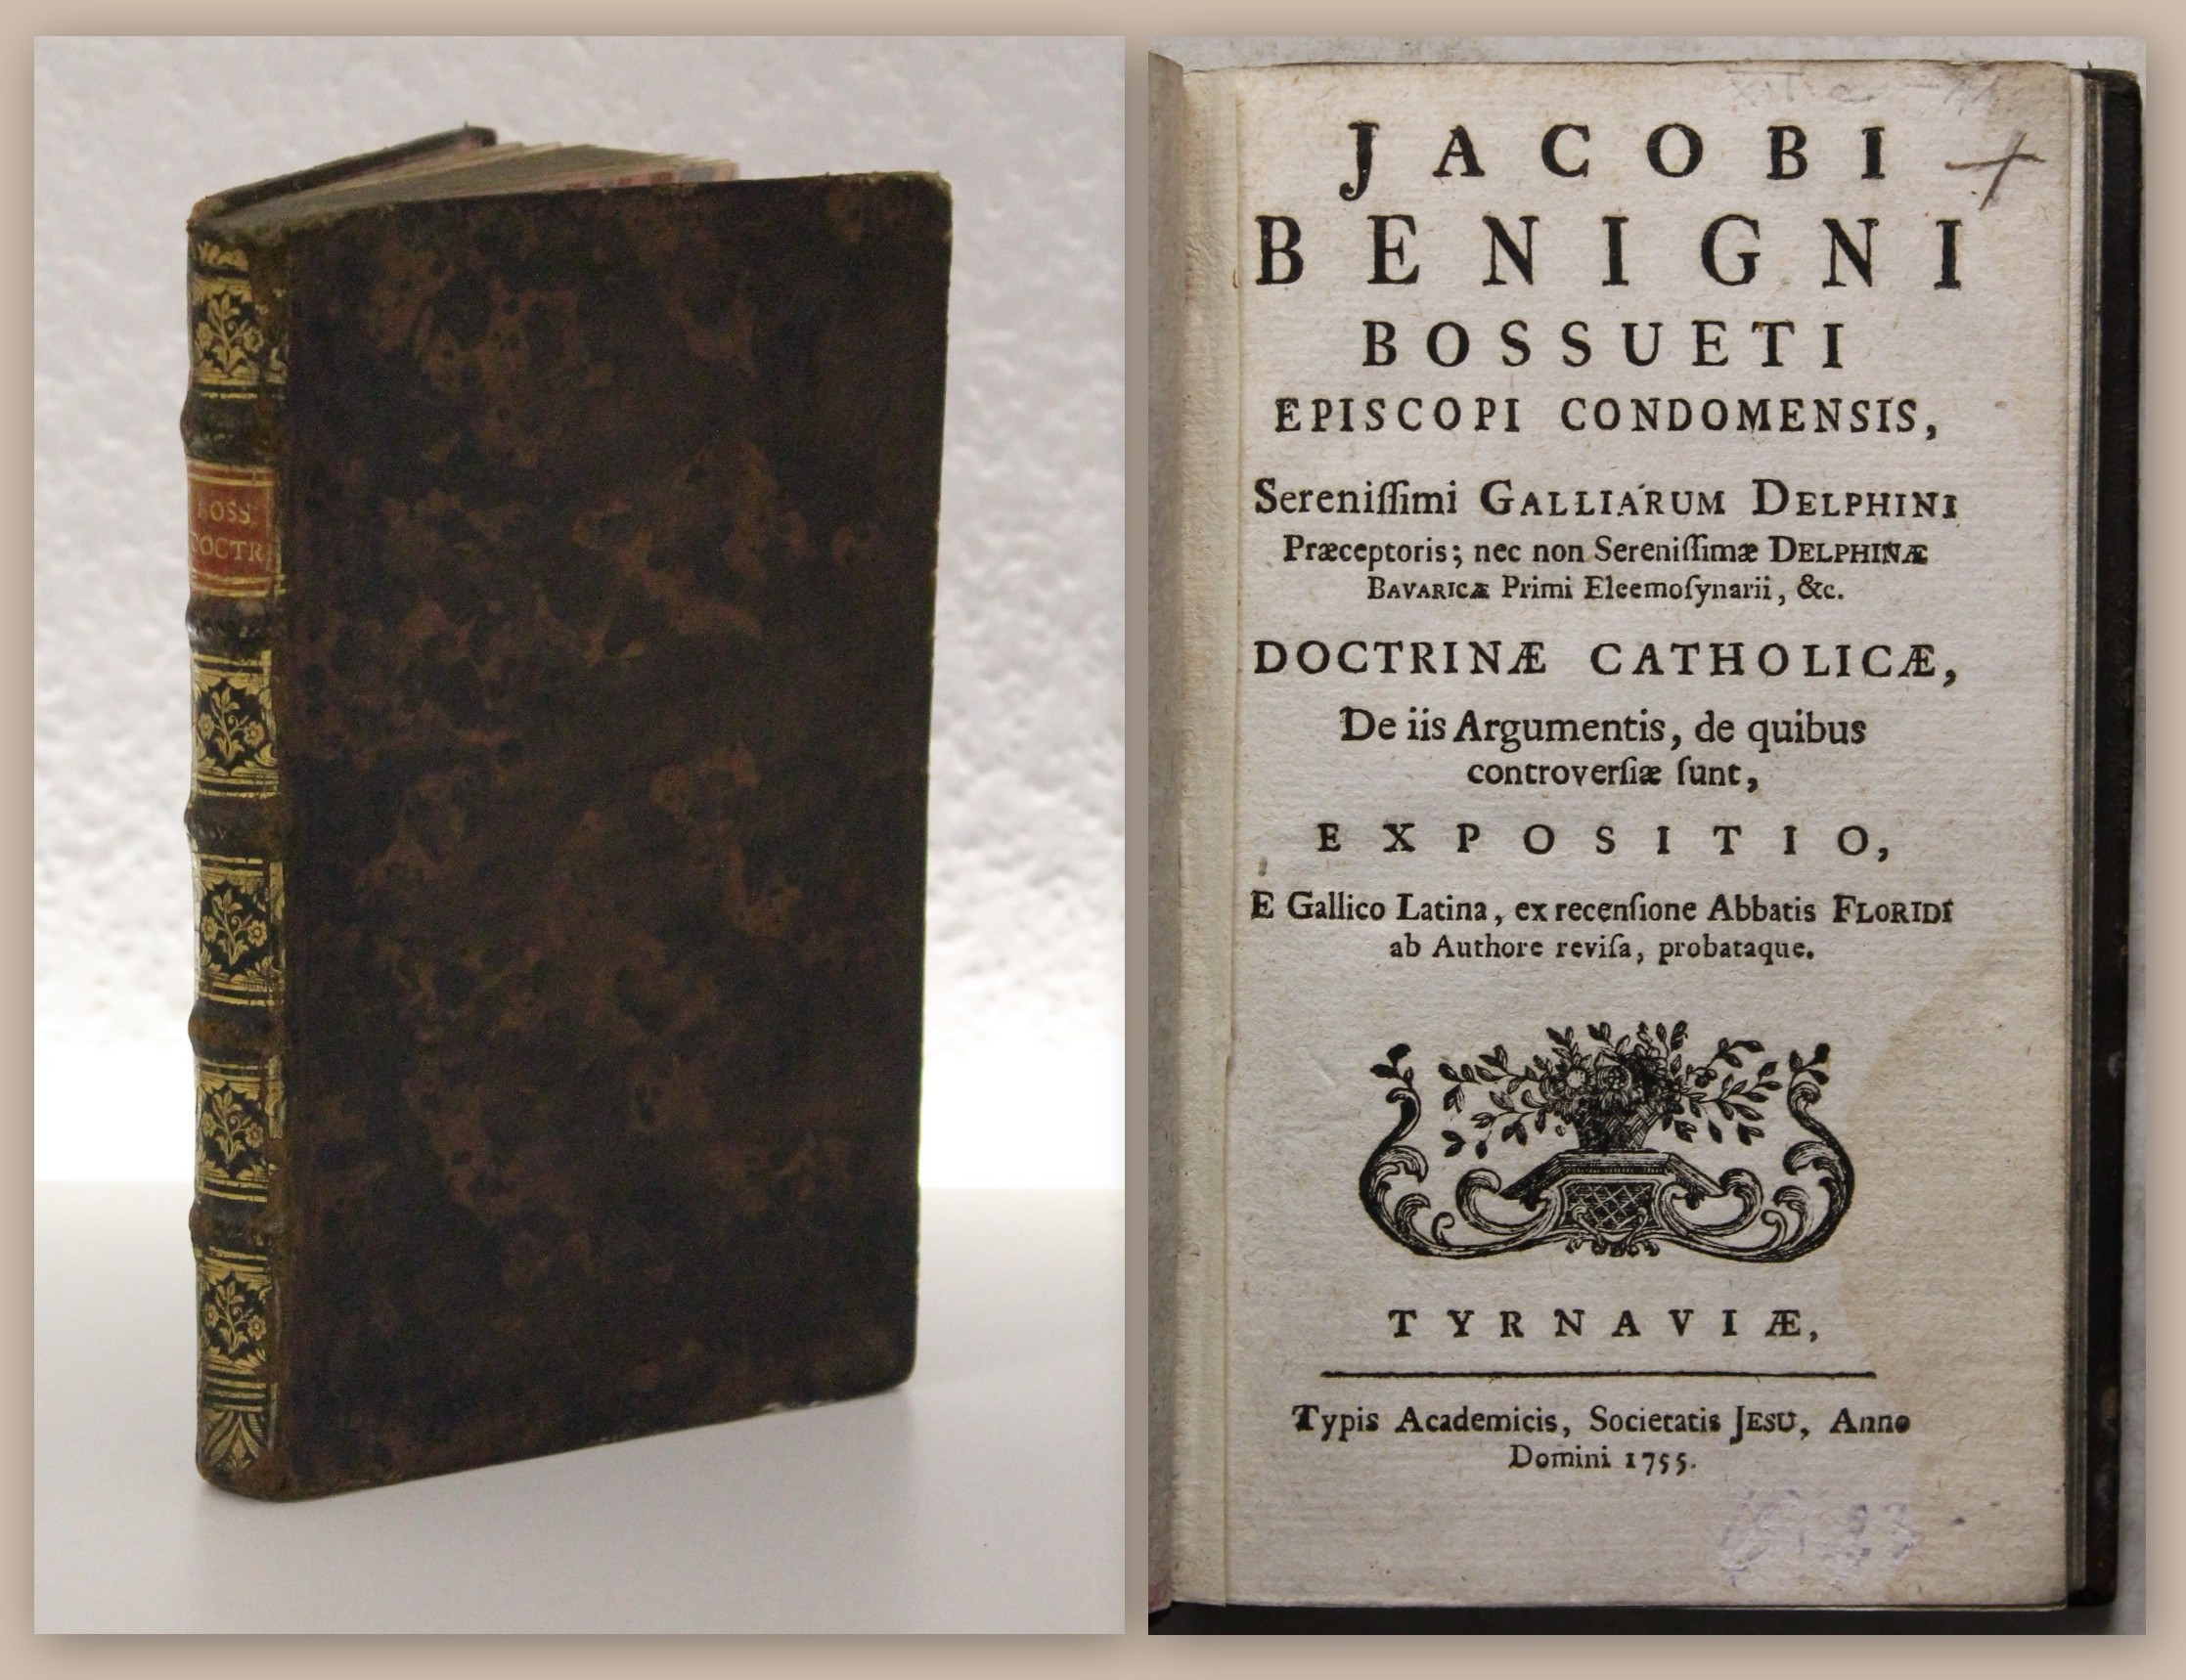 BOSS.
DOCTR.
JACOBI
BENIGNI
BOSSUETI
EPISCOPI CONDOMENSIS,
Sereniſſimi GALLIARUM DELPHINI
Præceptoris; nec non Sereniſſimæ DELPHINÆ
BAVARICÆ Primi Eleemoſynarii, &c.
DOCTRINÆ CATHOLICÆ,
De iis Argumentis, de quibus
controverſiæ ſunt,
EXPOSITIO,
E Gallico Latina, ex recenſione Abbatis FLORIDI
ab Authore reviſa, probataque.
TYRNAVIÆ,
Typis Academicis, Societatis JESU, Anno
Domini 1755.